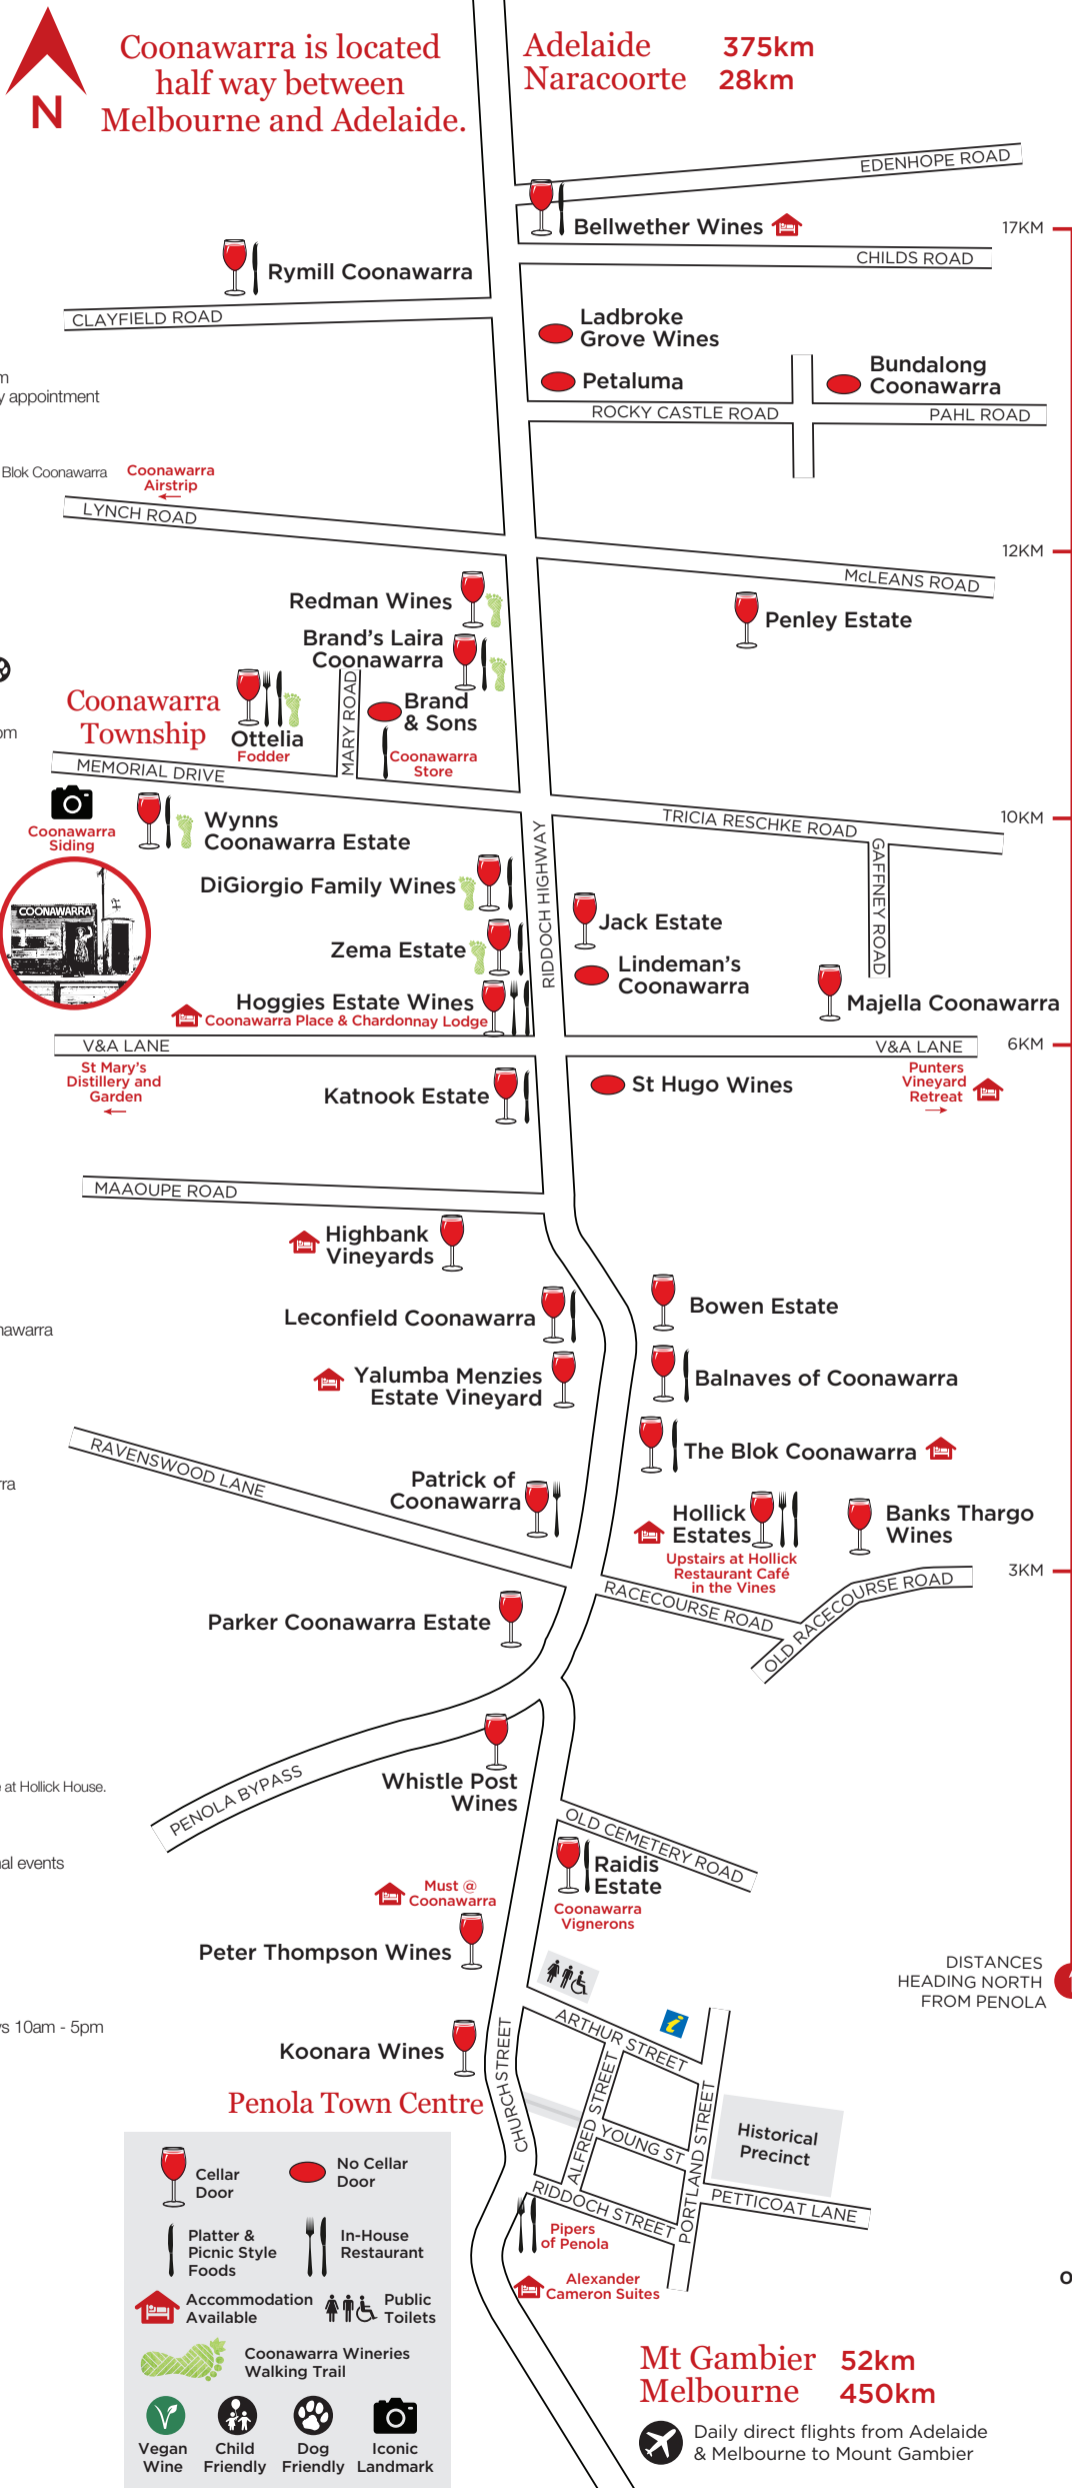 N
Coonawarra is located
half way between
Melbourne and Adelaide.
Adelaide 375km
Naracoorte 28km
EDENHOPE ROAD
Bellwether Wines
17KM
CHILDS ROAD
Rymill Coonawarra
CLAYFIELD ROAD
Ladbroke
Grove Wines
Petaluma
Bundalong
Coonawarra
ROCKY CASTLE ROAD
PAHL ROAD
y appointment
Blok Coonawarra
Coonawarra
Airstrip
LYNCH ROAD
12KM
McLEANS ROAD
Redman Wines
Penley Estate
Brand's Laira
Coonawarra
Coonawarra
Township
Ottelia
Fodder
MARY ROAD
Brand
& Sons
Coonawarra
Store
MEMORIAL DRIVE
Coonawarra
Siding
COONAWARRA
Wynns
Coonawarra Estate
10KM
TRICIA RESCHKE ROAD
GAFFNEY ROAD
RIDDOCH HIGHWAY
DiGiorgio Family Wines
Jack Estate
Zema Estate
Lindeman's
Coonawarra
Hoggies Estate Wines
Coonawarra Place & Chardonnay Lodge
Majella Coonawarra
V&A LANE
V&A LANE
6KM
St Mary's
Distillery and
Garden
Katnook Estate
St Hugo Wines
Punters
Vineyard
Retreat
MAAOUPE ROAD
Highbank
Vineyards
Leconfield Coonawarra
Bowen Estate
nawarra
Yalumba Menzies
Estate Vineyard
Balnaves of Coonawarra
The Blok Coonawarra
RAVENSWOOD LANE
rra
Patrick of
Coonawarra
Hollick
Estates
Upstairs at Hollick
Restaurant Café
in the Vines
Banks Thargo
Wines
3KM
RACECOURSE ROAD
OLD RACECOURSE ROAD
Parker Coonawarra Estate
PENOLA BYPASS
Whistle Post
Wines
e at Hollick House.
OLD CEMETERY ROAD
Raidis
Estate
Coonawarra
Vignerons
al events
Must @
Coonawarra
Peter Thompson Wines
DISTANCES
HEADING NORTH
FROM PENOLA
i
ARTHUR STREET
s 10am - 5pm
Koonara Wines
CHURCH STREET
Penola Town Centre
ALFRED STREET
YOUNG ST
PORTLAND STREET
Historical
Precinct
RIDDOCH STREET
PETTICOAT LANE
Pipers
of Penola
Alexander
Cameron Suites
Cellar
Door
No Cellar
Door
Platter &
Picnic Style
Foods
In-House
Restaurant
Accommodation
Available
Public
Toilets
Coonawarra Wineries
Walking Trail
V
Vegan
Wine
Child
Friendly
Dog
Friendly
Iconic
Landmark
Mt Gambier 52km
Melbourne 450km
Daily direct flights from Adelaide
& Melbourne to Mount Gambier